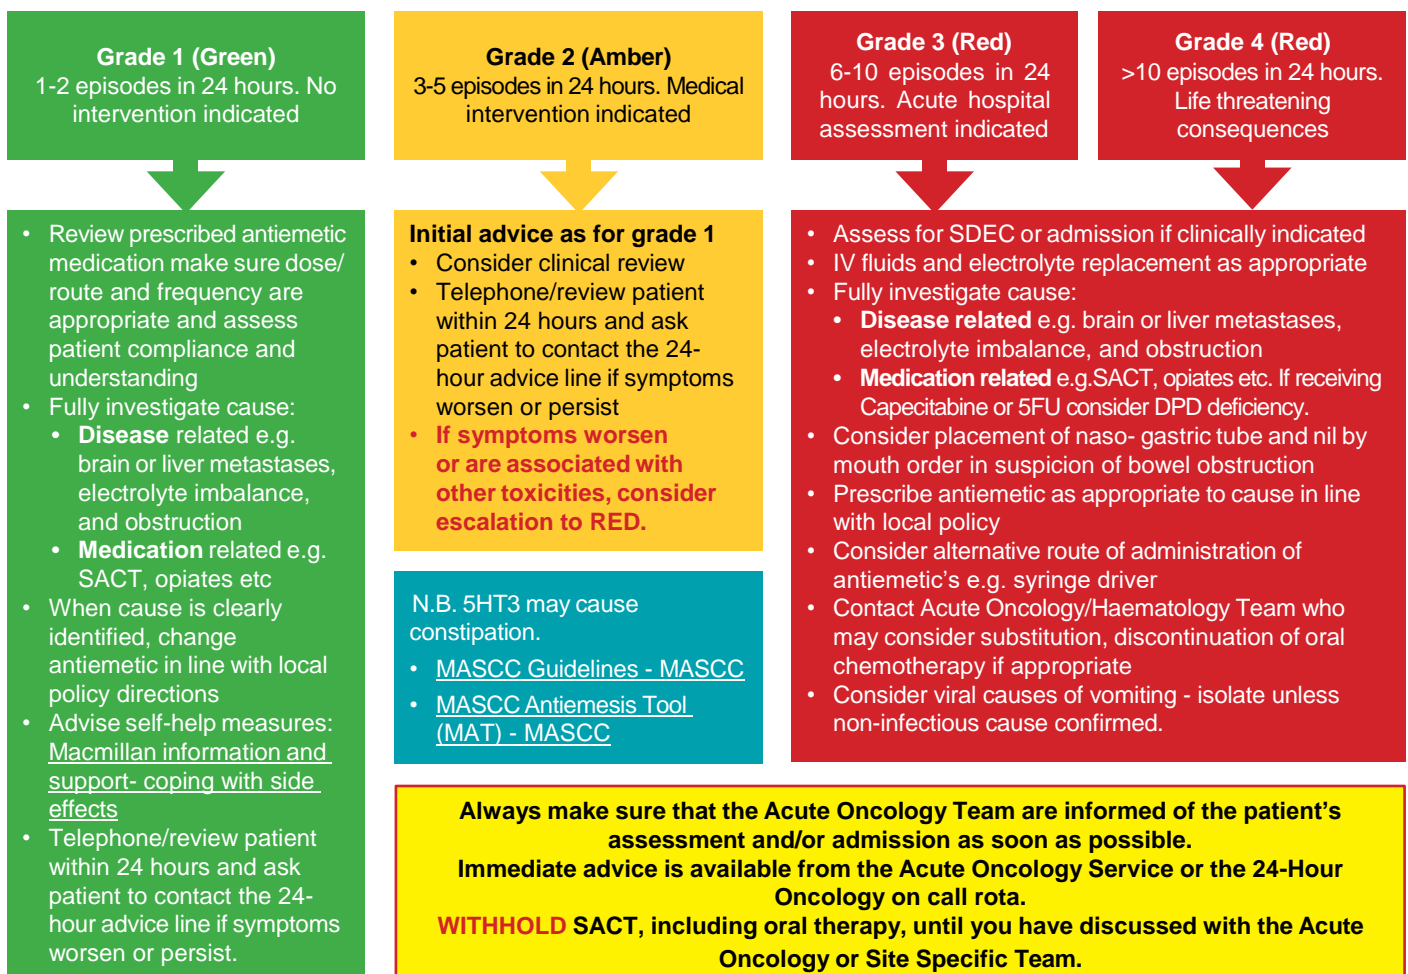 Grade 1 (Green)
1-2 episodes in 24 hours. No
intervention indicated
Grade 2 (Amber)
3-5 episodes in 24 hours. Medical
intervention indicated
Grade 3 (Red)
6-10 episodes in 24
hours. Acute hospital
assessment indicated
Grade 4 (Red)
>10 episodes in 24 hours.
Life threatening
consequences
• Review prescribed antiemetic
medication make sure dose/
route and frequency are
appropriate and assess
patient compliance and
understanding
• Fully investigate cause:
• Disease related e.g.
brain or liver metastases,
electrolyte imbalance,
and obstruction
• Medication related e.g.
SACT, opiates etc
• When cause is clearly
identified, change
antiemetic in line with local
policy directions
• Advise self-help measures:
Macmillan information and
support- coping with side
effects
• Telephone/review patient
within 24 hours and ask
patient to contact the 24-
hour advice line if symptoms
worsen or persist.
Initial advice as for grade 1
• Consider clinical review
• Telephone/review patient
within 24 hours and ask
patient to contact the 24-
hour advice line if symptoms
worsen or persist
• If symptoms worsen
or are associated with
other toxicities, consider
escalation to RED.
N.B. 5HT3 may cause
constipation.
• MASCC Guidelines - MASCC
• MASCC Antiemesis Tool
(MAT) - MASCC
• Assess for SDEC or admission if clinically indicated
• IV fluids and electrolyte replacement as appropriate
• Fully investigate cause:
• Disease related e.g. brain or liver metastases,
electrolyte imbalance, and obstruction
• Medication related e.g.SACT, opiates etc. If receiving
Capecitabine or 5FU consider DPD deficiency.
• Consider placement of naso- gastric tube and nil by
mouth order in suspicion of bowel obstruction
• Prescribe antiemetic as appropriate to cause in line
with local policy
• Consider alternative route of administration of
antiemetic's e.g. syringe driver
• Contact Acute Oncology/Haematology Team who
may consider substitution, discontinuation of oral
chemotherapy if appropriate
• Consider viral causes of vomiting - isolate unless
non-infectious cause confirmed.
Always make sure that the Acute Oncology Team are informed of the patient's
assessment and/or admission as soon as possible.
Immediate advice is available from the Acute Oncology Service or the 24-Hour
Oncology on call rota.
WITHHOLD SACT, including oral therapy, until you have discussed with the Acute
Oncology or Site Specific Team.